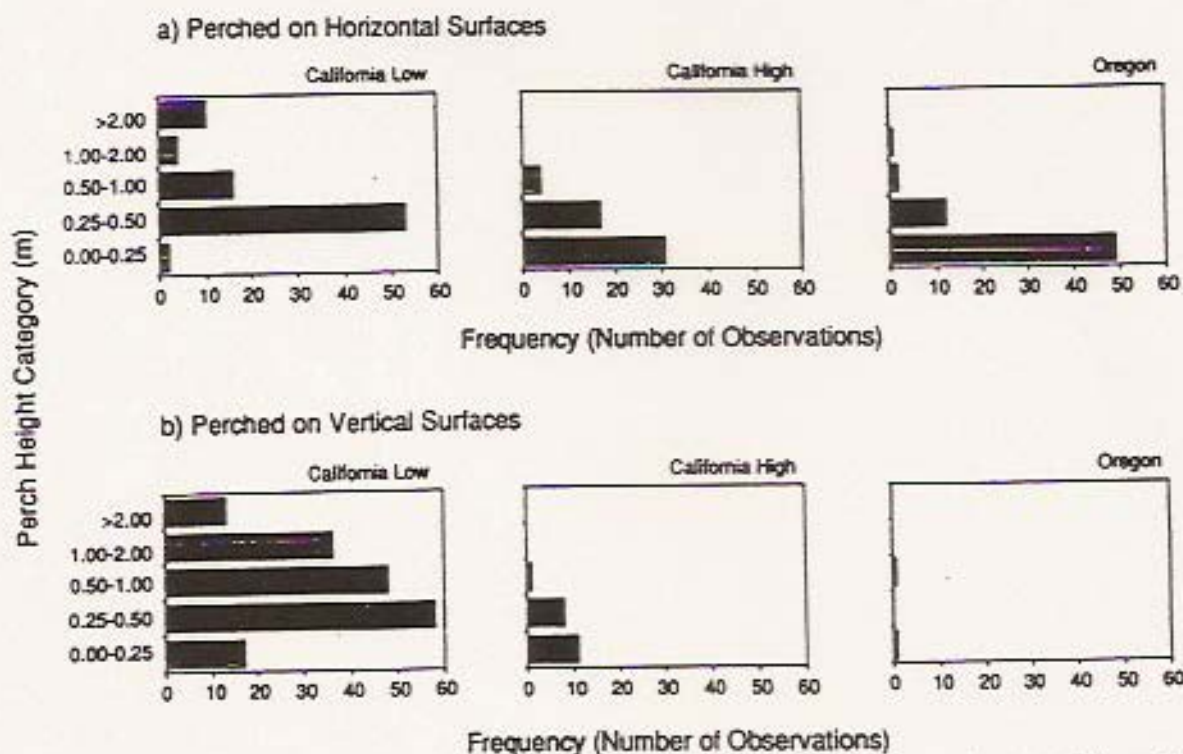 a) Perched on Horizontal Surfaces
California Low
California High
Oregon
>2.00
1.00-2.00
0.50-1.00
0.25-0.50
0.00-0.25
0 10 20 30 40 50 60
0 10 20 30 40 50 60
0 10 20 30 40 50 60
Frequency (Number of Observations)
Perch Height Category (m)
b) Perched on Vertical Surfaces
California Low
California High
Oregon
>2.00
1.00-2.00
0.50-1.00
0.25-0.50
0.00-0.25
0 10 20 30 40 50 60
0 10 20 30 40 50 60
0 10 20 30 40 50 60
Frequency (Number of Observations)